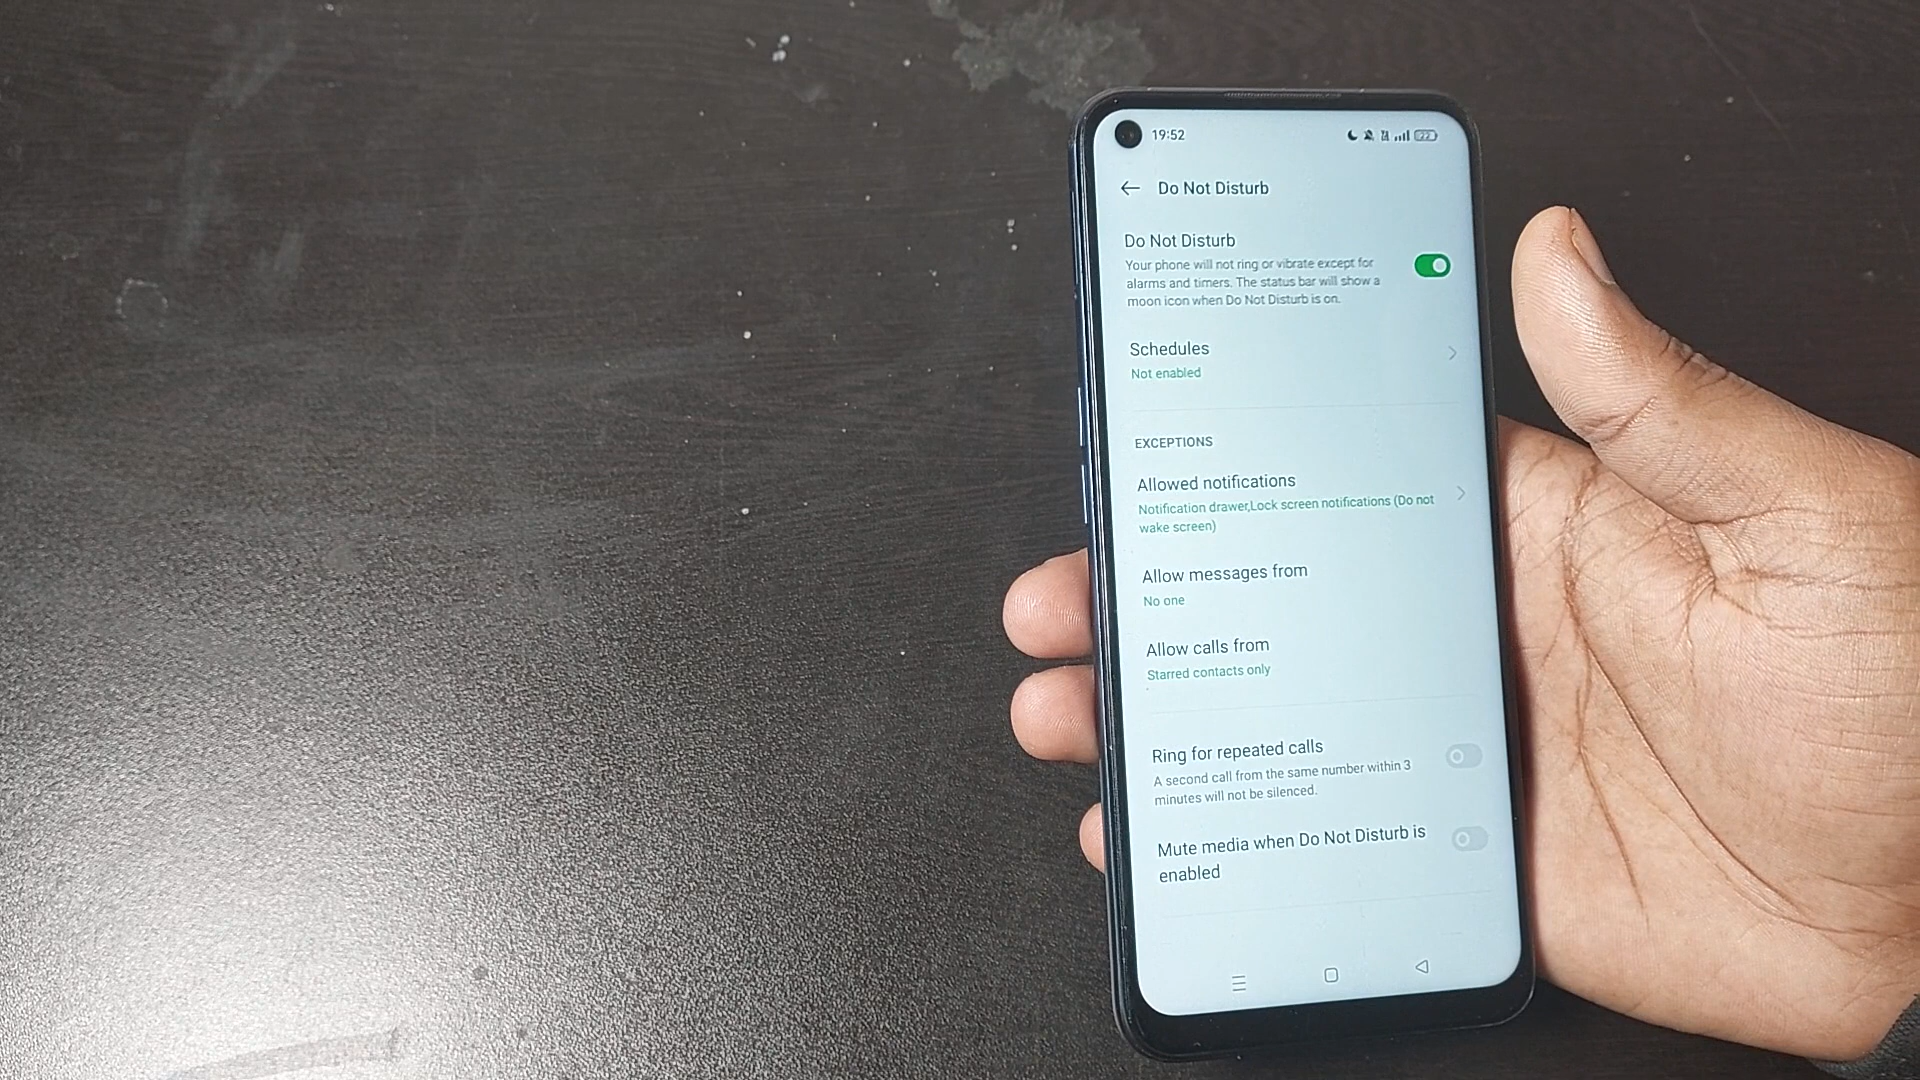 19:52
22
Do Not Disturb
Do Not Disturb
Your phone will not ring or vibrate except for
alarms and timers. The status bar will show a
moon icon when Do Not Disturb is on.
Schedules
Not enabled
EXCEPTIONS
Allowed notifications
Notification drawer,Lock screen notifications (Do not
wake screen)
Allow messages from
No one
Allow calls from
Starred contacts only
Ring for repeated calls
A second call from the same number within 3
minutes will not be silenced.
Mute media when Do Not Disturb is
enabled